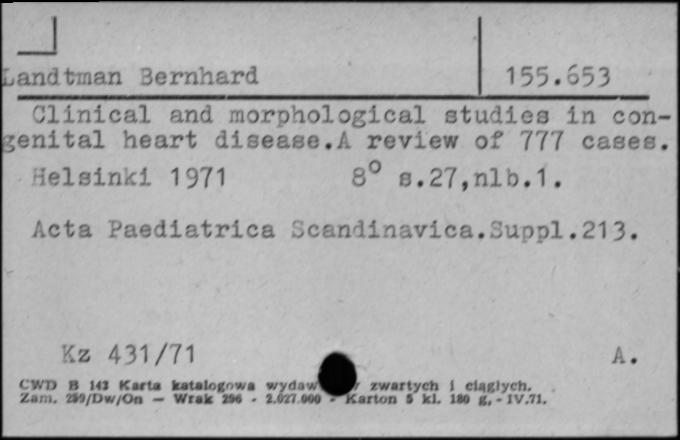 Landtman Bernhard 155.653
Clinical and morphological studies in con-
genital heart disease.A review of 777 cases.
Helsinki 1971 8° s.27,nlb.1.
Acta Paediatrica Scandinavica.Suppl.213.
Kz 431/71 A.
CWD B 143 Karta katalogowa wydaw zwartych i ciągłych.
Zam. 259/Dw/On — Wrak 296 - 2.027.000 - Karton 5 kl. 180 g, - IV.71.